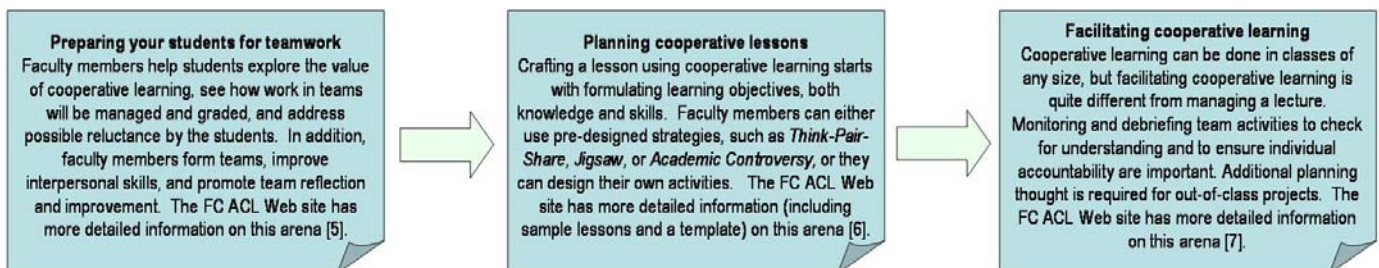 Preparing your students for teamwork
Faculty members help students explore the value
of cooperative learning, see how work in teams
will be managed and graded, and address
possible reluctance by the students. In addition,
faculty members form teams, improve
interpersonal skills, and promote team reflection
and improvement. The FC ACL Web site has
more detailed information on this arena [5].
Planning cooperative lessons
Crafting a lesson using cooperative learning starts
with formulating learning objectives, both
knowledge and skills. Faculty members can either
use pre-designed strategies, such as Think-Pair-
Share, Jigsaw, or Academic Controversy, or they
can design their own activities. The FC ACL Web
site has more detailed information (including
sample lessons and a template) on this arena [6].
Facilitating cooperative learning
Cooperative learning can be done in classes of
any size, but facilitating cooperative learning is
quite different from managing a lecture.
Monitoring and debriefing team activities to check
for understanding and to ensure individual
accountability are important. Additional planning
thought is required for out-of-class projects. The
FC ACL Web site has more detailed information
on this arena [7].